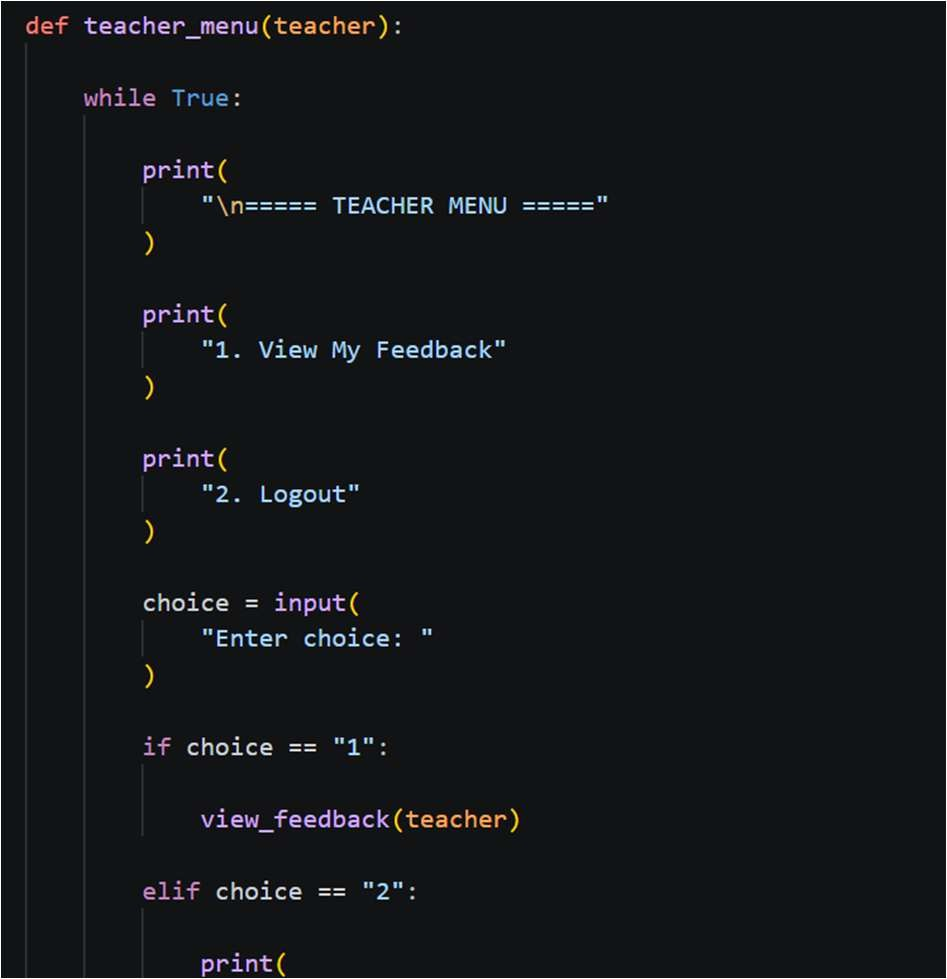 def teacher_menu(teacher):
while True:
print(
"\n===== TEACHER MENU ====="
)
print(
"1. View My Feedback"
)
print(
"2. Logout"
)
choice = input(
"Enter choice: "
)
if choice == "1":
view_feedback(teacher)
elif choice == "2":
print(